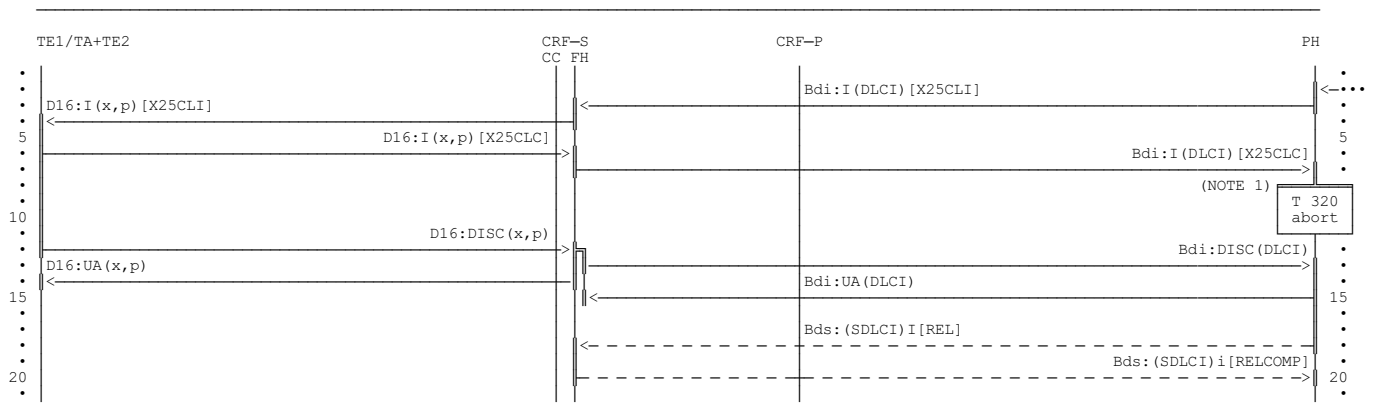 TE1/TA+TE2 CRF–S CRF–P PH
CC FH
Bdi:I(DLCI)[X25CLI]
D16:I(x,p)[X25CLI]
5 D16:I(x,p)[X25CLC] 5
Bdi:I(DLCI)[X25CLC]
(NOTE 1)
T 320
10 abort
D16:DISC(x,p)
Bdi:DISC(DLCI)
D16:UA(x,p)
Bdi:UA(DLCI)
15 15
Bds:(SDLCI)I[REL]
Bds:(SDLCI)i[RELCOMP]
20 20